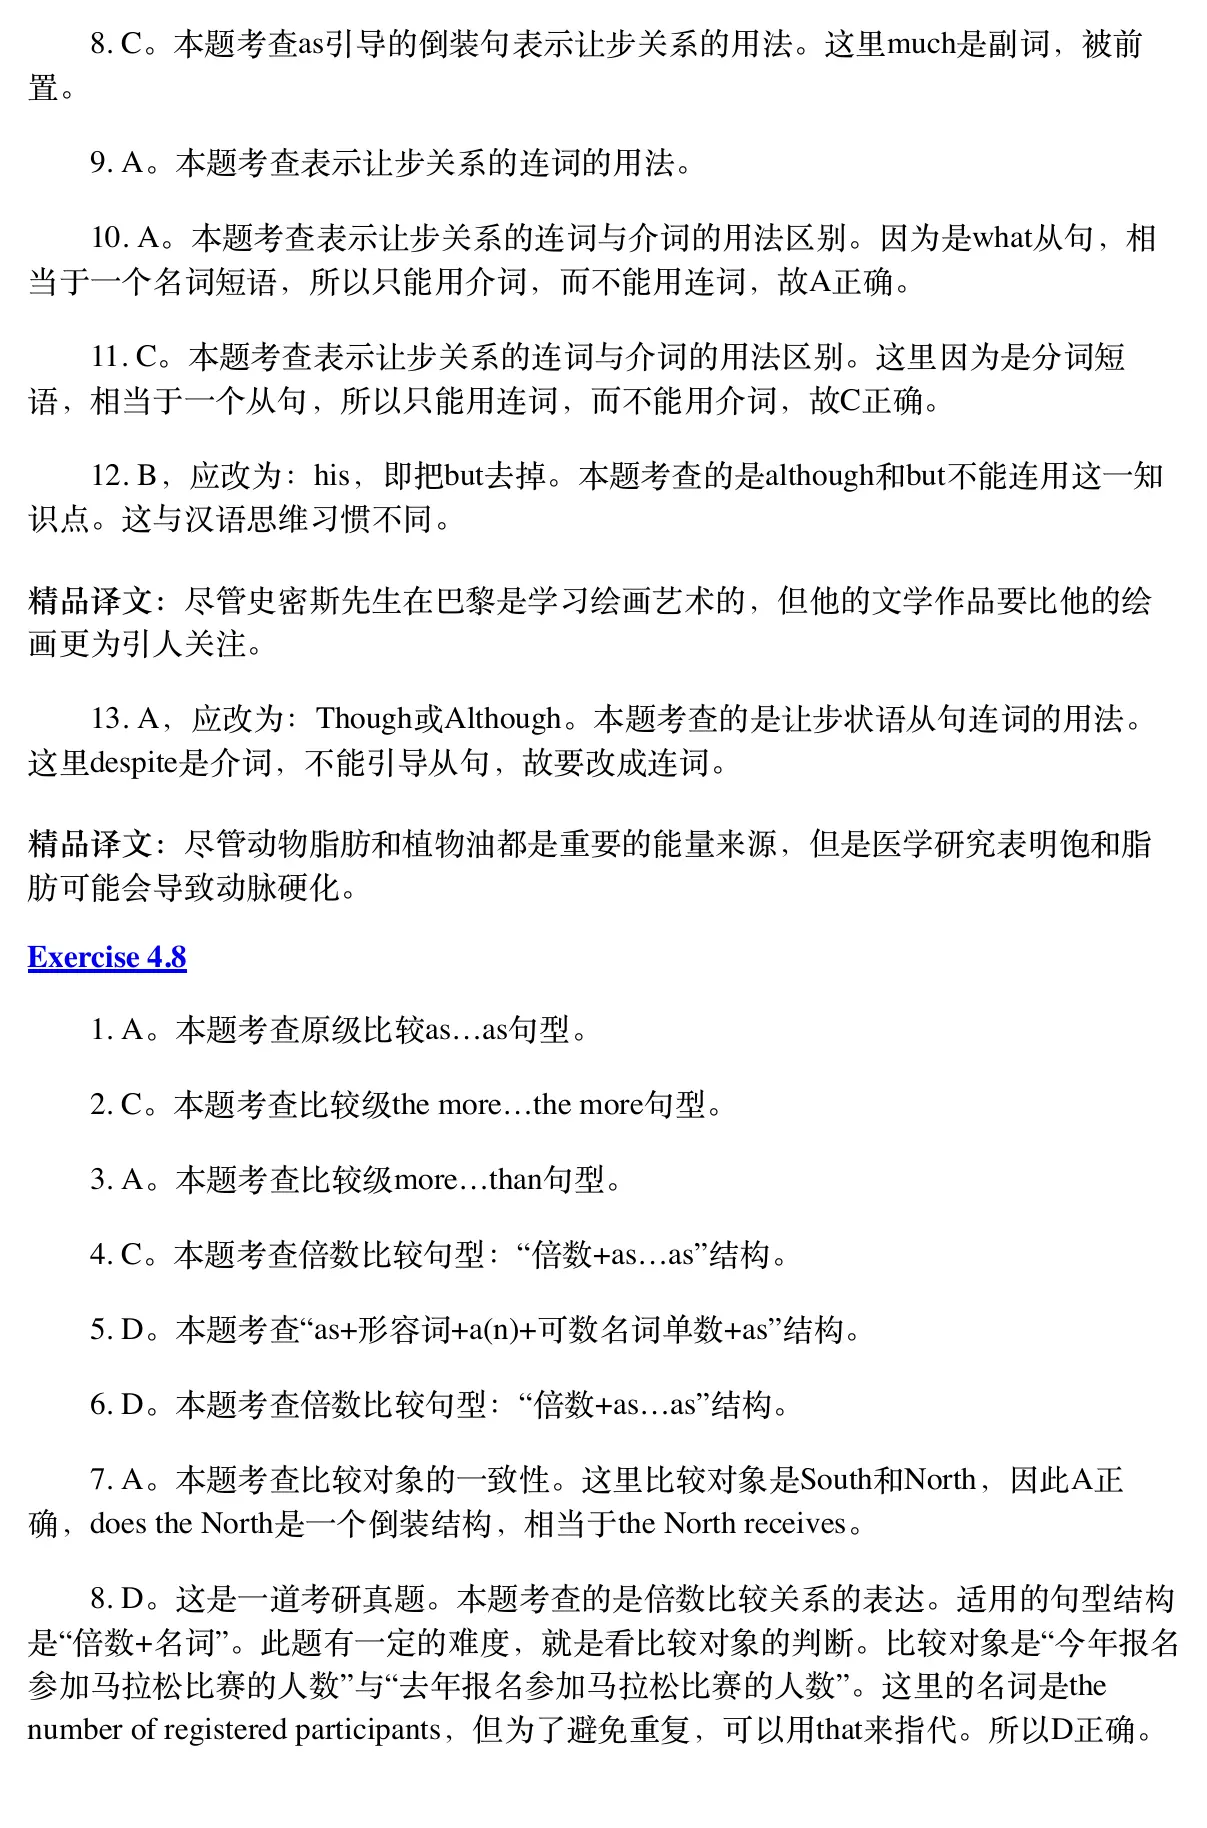 8. C。本题考查as引导的倒装句表示让步关系的用法。这里much是副词，被前
置。
9. A。本题考查表示让步关系的连词的用法。
10. A。本题考查表示让步关系的连词与介词的用法区别。因为是what从句，相
当于一个名词短语，所以只能用介词，而不能用连词，故A正确。
11. C。本题考查表示让步关系的连词与介词的用法区别。这里因为是分词短
语，相当于一个从句，所以只能用连词，而不能用介词，故C正确。
12. B，应改为：his，即把but去掉。本题考查的是although和but不能连用这一知
识点。这与汉语思维习惯不同。
精品译文：尽管史密斯先生在巴黎是学习绘画艺术的，但他的文学作品要比他的绘
画更为引人关注。
13. A，应改为：Though或Although。本题考查的是让步状语从句连词的用法。
这里despite是介词，不能引导从句，故要改成连词。
精品译文：尽管动物脂肪和植物油都是重要的能量来源，但是医学研究表明饱和脂
肪可能会导致动脉硬化。
Exercise 4.8
1. A。本题考查原级比较as…as句型。
2. C。本题考查比较级the more…the more句型。
3. A。本题考查比较级more…than句型。
4. C。本题考查倍数比较句型：“倍数+as…as”结构。
5. D。本题考查“as+形容词+a(n)+可数名词单数+as”结构。
6. D。本题考查倍数比较句型：“倍数+as…as”结构。
7. A。本题考查比较对象的一致性。这里比较对象是South和North，因此A正
确，does the North是一个倒装结构，相当于the North receives。
8. D。这是一道考研真题。本题考查的是倍数比较关系的表达。适用的句型结构
是“倍数+名词”。此题有一定的难度，就是看比较对象的判断。比较对象是“今年报名
参加马拉松比赛的人数”与“去年报名参加马拉松比赛的人数”。这里的名词是the
number of registered participants，但为了避免重复，可以用that来指代。所以D正确。